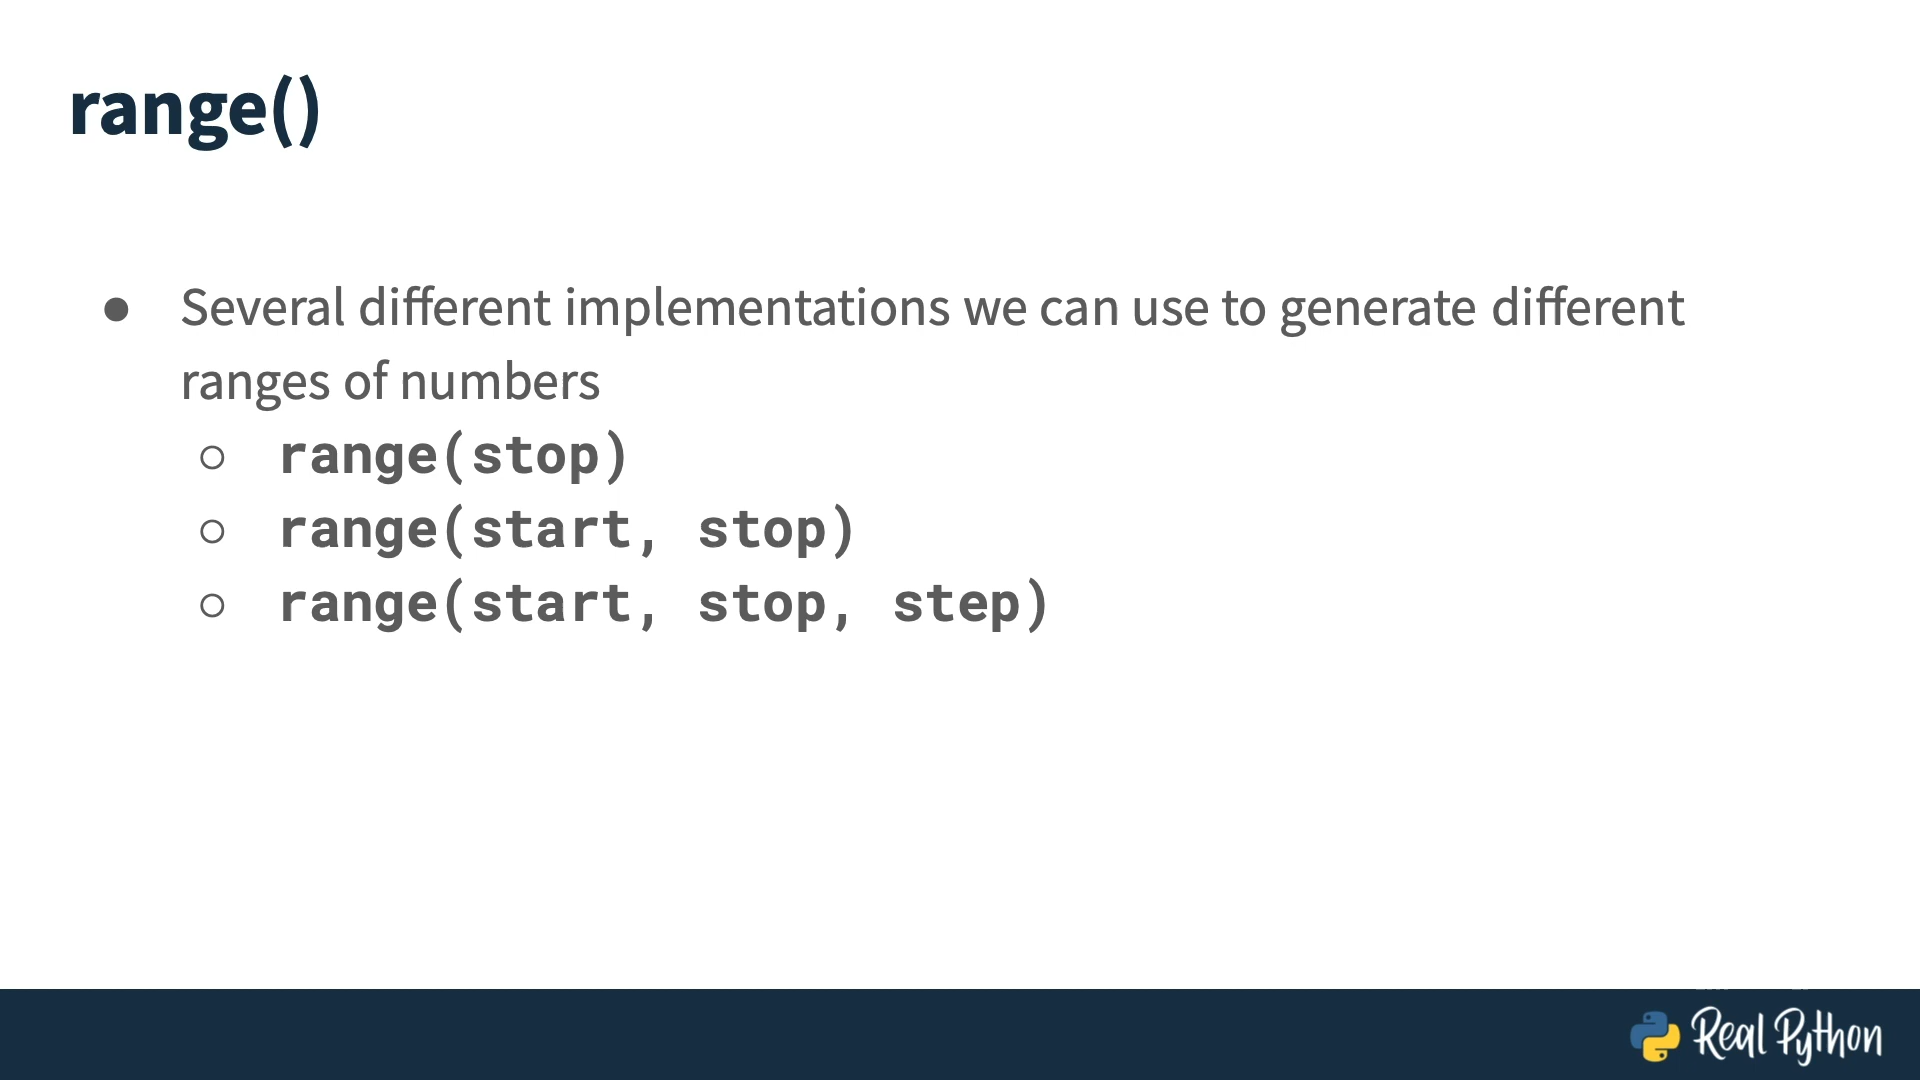 range()
● Several different implementations we can use to generate different
ranges of numbers
○ range(stop)
○ range(start, stop)
○ range(start, stop, step)
Real Python